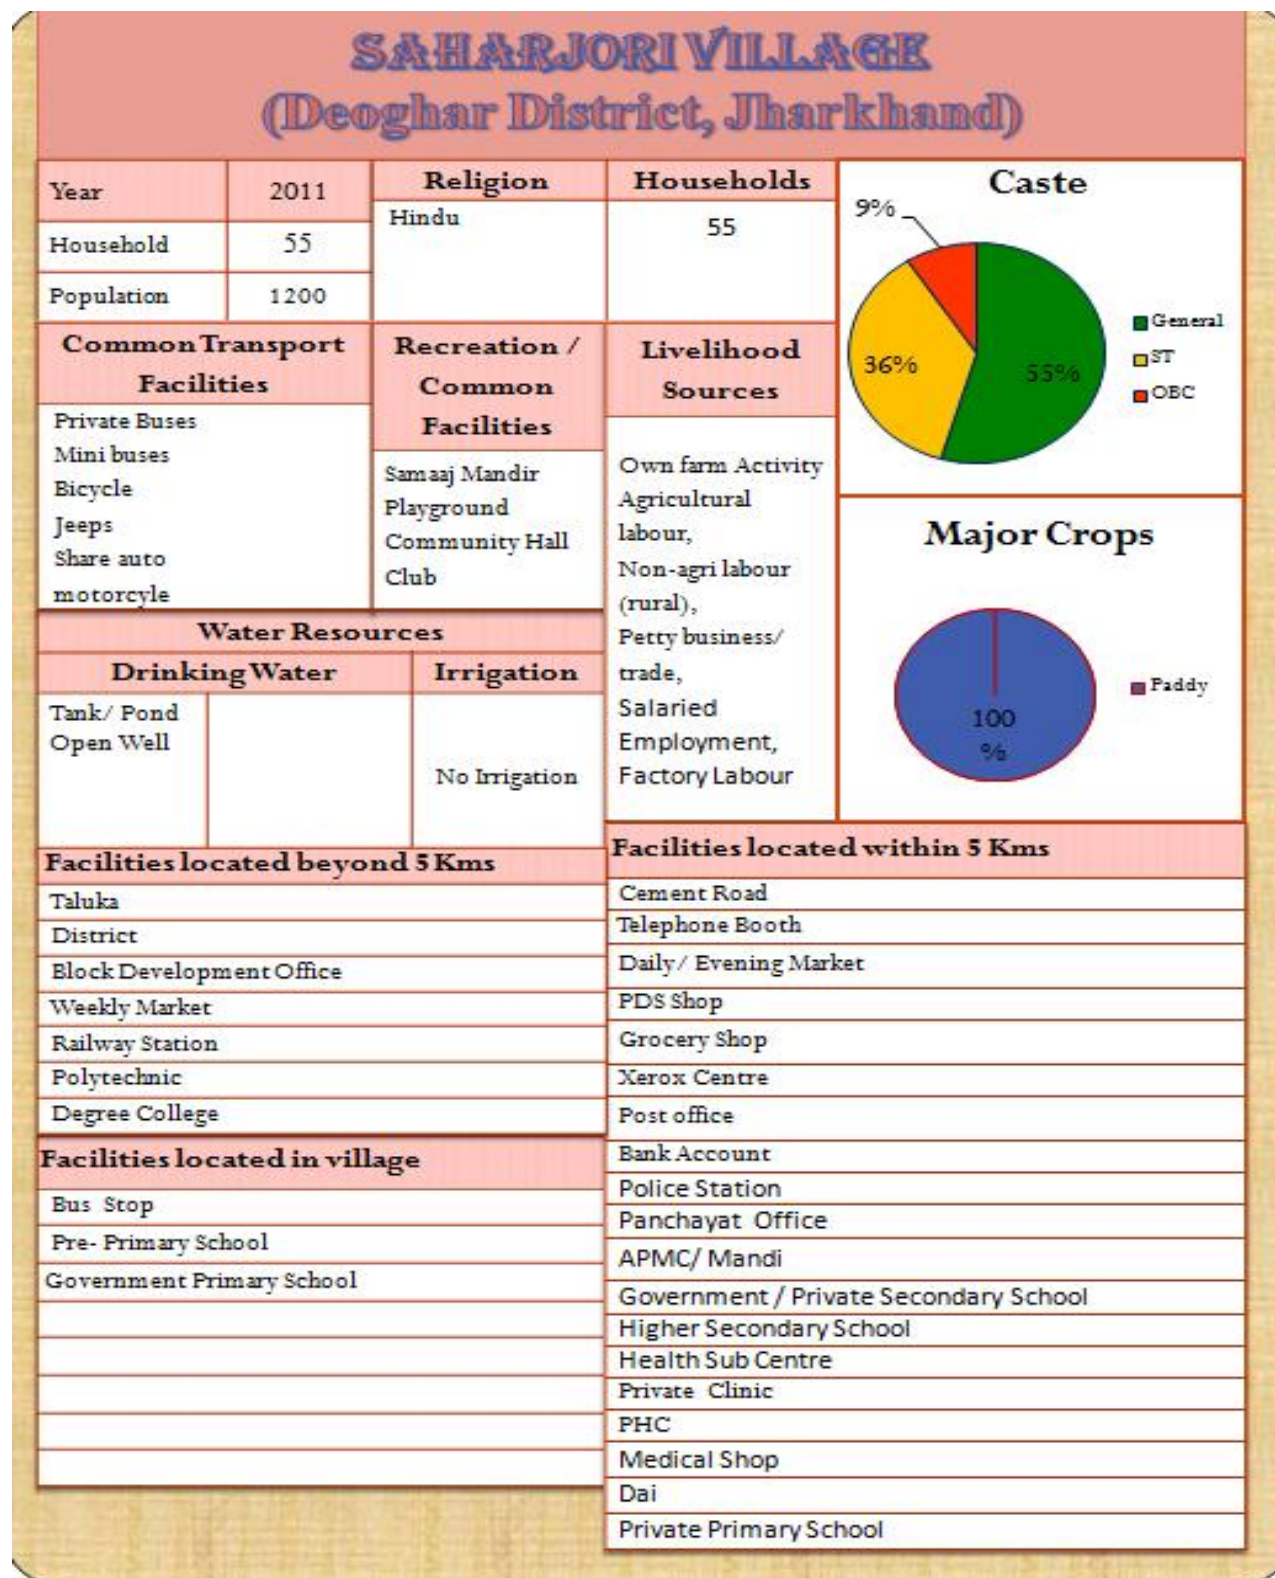 SAHARJORI VILLAGE
(Deoghar District, Jharkhand)
Year 2011
Household 55
Population 1200
Religion
Hindu
Households
55
Caste
9%
36%
55%
General
ST
OBC
Common Transport
Facilities
Private Buses
Mini buses
Bicycle
Jeeps
Share auto
motorcyle
Recreation /
Common
Facilities
Samaaj Mandir
Playground
Community Hall
Club
Livelihood
Sources
Own farm Activity
Agricultural
labour,
Non-agri labour
(rural),
Petty business/
trade,
Salaried
Employment,
Factory Labour
Major Crops
100
%
Paddy
Water Resources
Drinking Water
Irrigation
Tank/ Pond
Open Well
No Irrigation
Facilities located beyond 5 Kms
Taluka
District
Block Development Office
Weekly Market
Railway Station
Polytechnic
Degree College
Facilities located in village
Bus Stop
Pre- Primary School
Government Primary School
Facilities located within 5 Kms
Cement Road
Telephone Booth
Daily/ Evening Market
PDS Shop
Grocery Shop
Xerox Centre
Post office
Bank Account
Police Station
Panchayat Office
APMC/ Mandi
Government / Private Secondary School
Higher Secondary School
Health Sub Centre
Private Clinic
PHC
Medical Shop
Dai
Private Primary School